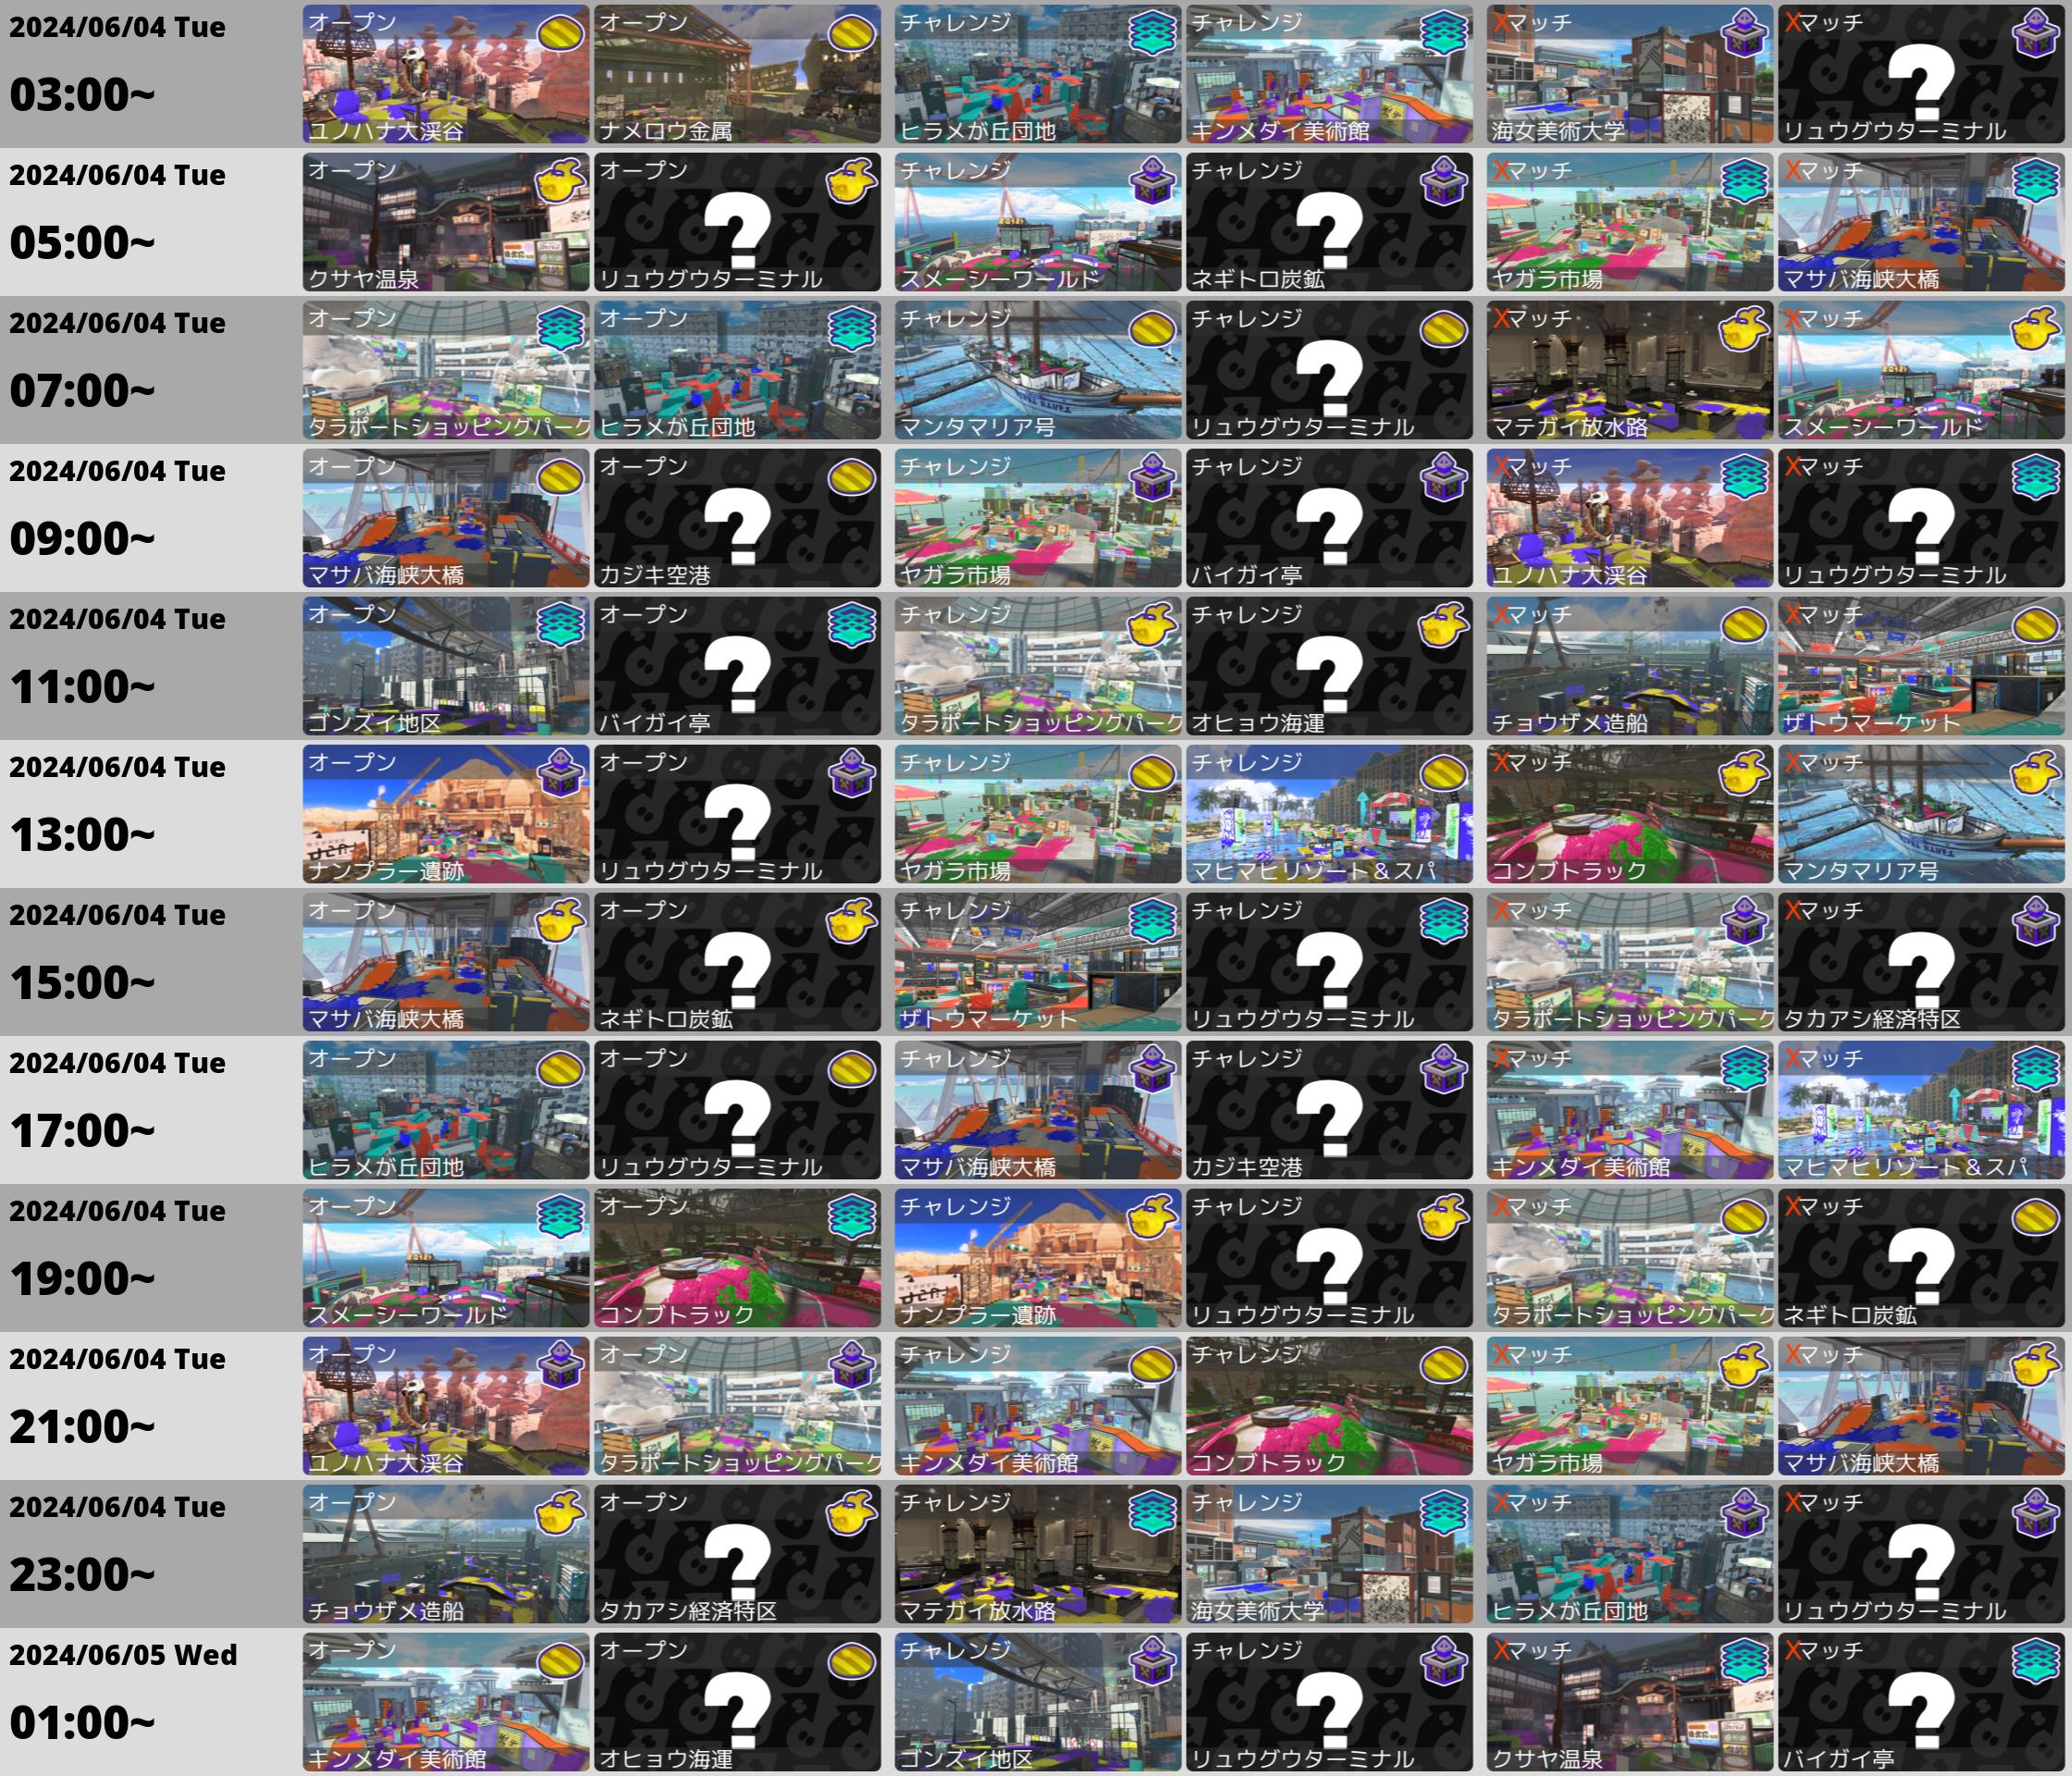 2024/06/04 Tue
03:00~
オープン オープン チャレンジ チャレンジ Xマッチ Xマッチ
ユノハナ大渓谷 ナメロウ金属 ヒラメが丘団地 キンメダイ美術館 海女美術大学 リュウグウターミナル
2024/06/04 Tue
05:00~
オープン オープン チャレンジ チャレンジ Xマッチ Xマッチ
クサヤ温泉 リュウグウターミナル スメーシーワールド ネギトロ炭鉱 ヤガラ市場 マサバ海峡大橋
2024/06/04 Tue
07:00~
オープン オープン チャレンジ チャレンジ Xマッチ Xマッチ
タラポートショッピングパーク ヒラメが丘団地 マンタマリア号 リュウグウターミナル マテガイ放水路 スメーシーワールド
2024/06/04 Tue
09:00~
オープン オープン チャレンジ チャレンジ Xマッチ Xマッチ
マサバ海峡大橋 カジキ空港 ヤガラ市場 バイガイ亭 ユノハナ大渓谷 リュウグウターミナル
2024/06/04 Tue
11:00~
オープン オープン チャレンジ チャレンジ Xマッチ Xマッチ
ゴンズイ地区 バイガイ亭 タラポートショッピングパーク オヒョウ海運 チョウザメ造船 ザトウマーケット
2024/06/04 Tue
13:00~
オープン オープン チャレンジ チャレンジ Xマッチ Xマッチ
ナンプラー遺跡 リュウグウターミナル ヤガラ市場 マヒマヒリゾート＆スパ コンブトラック マンタマリア号
2024/06/04 Tue
15:00~
オープン オープン チャレンジ チャレンジ Xマッチ Xマッチ
マサバ海峡大橋 ネギトロ炭鉱 ザトウマーケット リュウグウターミナル タラポートショッピングパーク タカアシ経済特区
2024/06/04 Tue
17:00~
オープン オープン チャレンジ チャレンジ Xマッチ Xマッチ
ヒラメが丘団地 リュウグウターミナル マサバ海峡大橋 カジキ空港 キンメダイ美術館 マヒマヒリゾート＆スパ
2024/06/04 Tue
19:00~
オープン オープン チャレンジ チャレンジ Xマッチ Xマッチ
スメーシーワールド コンブトラック ナンプラー遺跡 リュウグウターミナル タラポートショッピングパーク ネギトロ炭鉱
2024/06/04 Tue
21:00~
オープン オープン チャレンジ チャレンジ Xマッチ Xマッチ
ユノハナ大渓谷 タラポートショッピングパーク キンメダイ美術館 コンブトラック ヤガラ市場 マサバ海峡大橋
2024/06/04 Tue
23:00~
オープン オープン チャレンジ チャレンジ Xマッチ Xマッチ
チョウザメ造船 タカアシ経済特区 マテガイ放水路 海女美術大学 ヒラメが丘団地 リュウグウターミナル
2024/06/05 Wed
01:00~
オープン オープン チャレンジ チャレンジ Xマッチ Xマッチ
キンメダイ美術館 オヒョウ海運 ゴンズイ地区 リュウグウターミナル クサヤ温泉 バイガイ亭